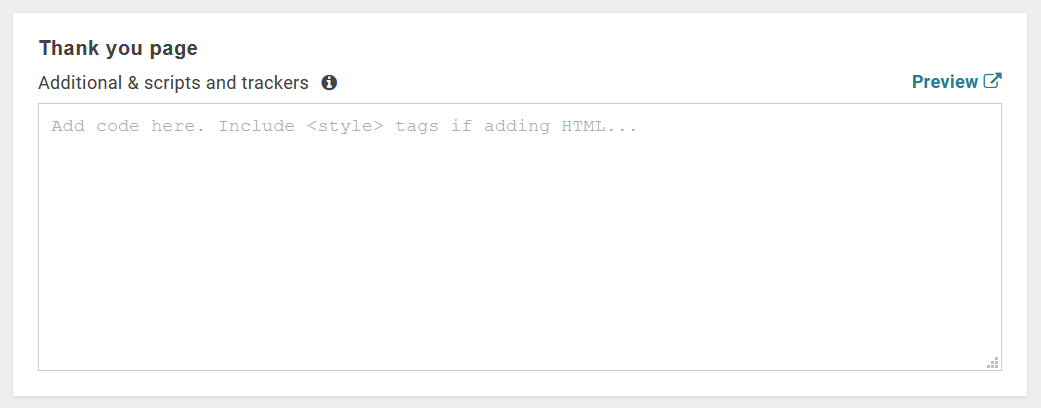 Thank you page
Additional & scripts and trackers
Preview
Add code here. Include <style> tags if adding HTML...